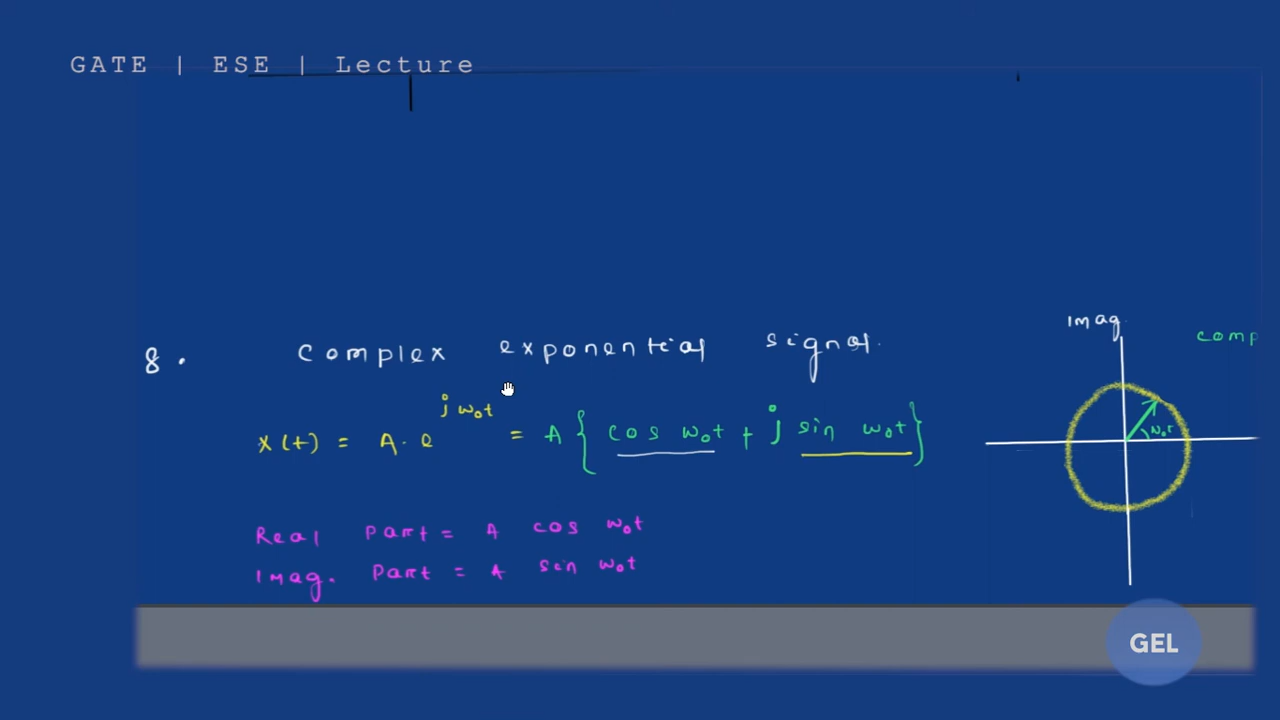 GATE | ESE | Lecture
Imag.
comp
8. Complex exponential signal.
x(t) = A. e^{jω₀t} = A { cos ω₀t + j sin ω₀t }
ω₀t
Real part = A cos ω₀t
Imag. part = A sin ω₀t
GEL